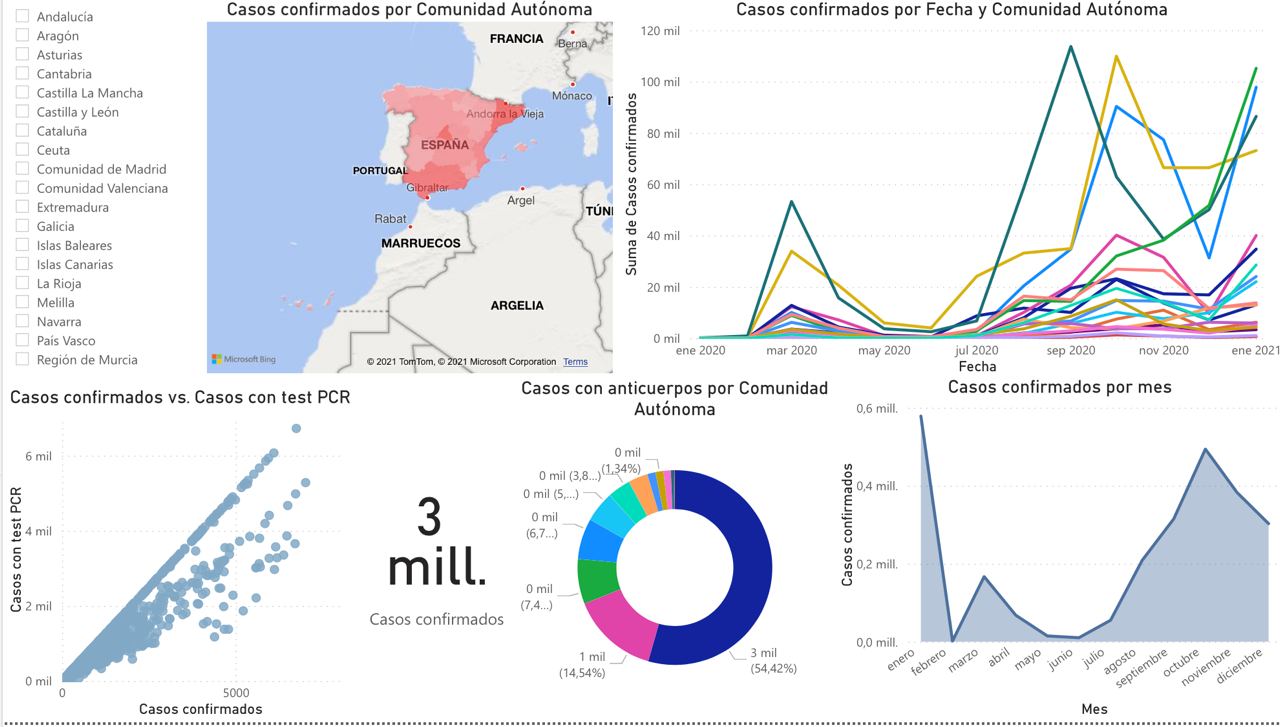 Andalucía
Aragón
Asturias
Cantabria
Castilla La Mancha
Castilla y León
Cataluña
Ceuta
Comunidad de Madrid
Comunidad Valenciana
Extremadura
Galicia
Islas Baleares
Islas Canarias
La Rioja
Melilla
Navarra
País Vasco
Región de Murcia
Casos confirmados por Comunidad Autónoma
FRANCIA
Berna
Mónaco
Andorra la Vieja
ESPAÑA
PORTUGAL
Gibraltar
Argel
TÚNI
Rabat
MARRUECOS
ARGELIA
Microsoft Bing
© 2021 TomTom, © 2021 Microsoft Corporation Terms
Casos confirmados por Fecha y Comunidad Autónoma
Suma de Casos confirmados
120 mil
100 mil
80 mil
60 mil
40 mil
20 mil
0 mil
ene 2020 mar 2020 may 2020 jul 2020 sep 2020 nov 2020 ene 2021
Fecha
Casos confirmados vs. Casos con test PCR
Casos con test PCR
6 mil
4 mil
2 mil
0 mil
0 5000
Casos confirmados
3
mill.
Casos confirmados
Casos con anticuerpos por Comunidad
Autónoma
0 mil
(1,34%)
0 mil (3,8...)
0 mil (5,...)
0 mil
(6,7...)
0 mil
(7,4...)
1 mil
(14,54%)
3 mil
(54,42%)
Casos confirmados por mes
Casos confirmados
0,6 mill.
0,4 mill.
0,2 mill.
0,0 mill.
enero febrero marzo abril mayo junio julio agosto septiembre octubre noviembre diciembre
Mes